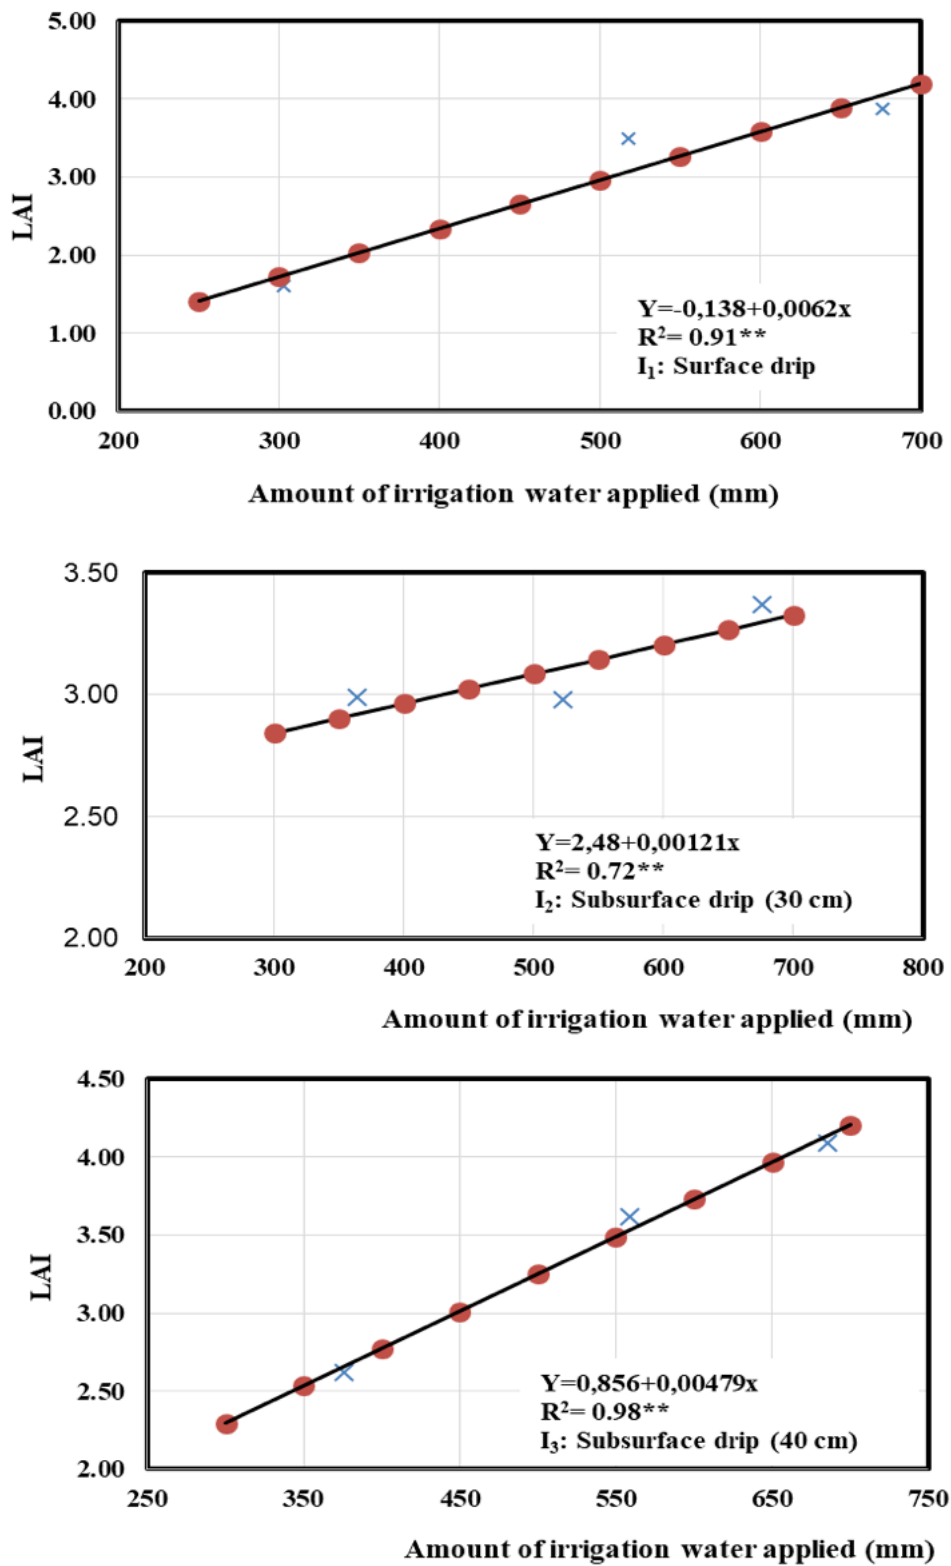 5.00
4.00
3.00
2.00
1.00
0.00
LAI
Y=-0,138+0,0062x
R²= 0.91**
I₁: Surface drip
200 300 400 500 600 700
Amount of irrigation water applied (mm)
3.50
3.00
2.50
2.00
LAI
Y=2,48+0,00121x
R²= 0.72**
I₂: Subsurface drip (30 cm)
200 300 400 500 600 700 800
Amount of irrigation water applied (mm)
4.50
4.00
3.50
3.00
2.50
2.00
LAI
Y=0,856+0,00479x
R²= 0.98**
I₃: Subsurface drip (40 cm)
250 350 450 550 650 750
Amount of irrigation water applied (mm)